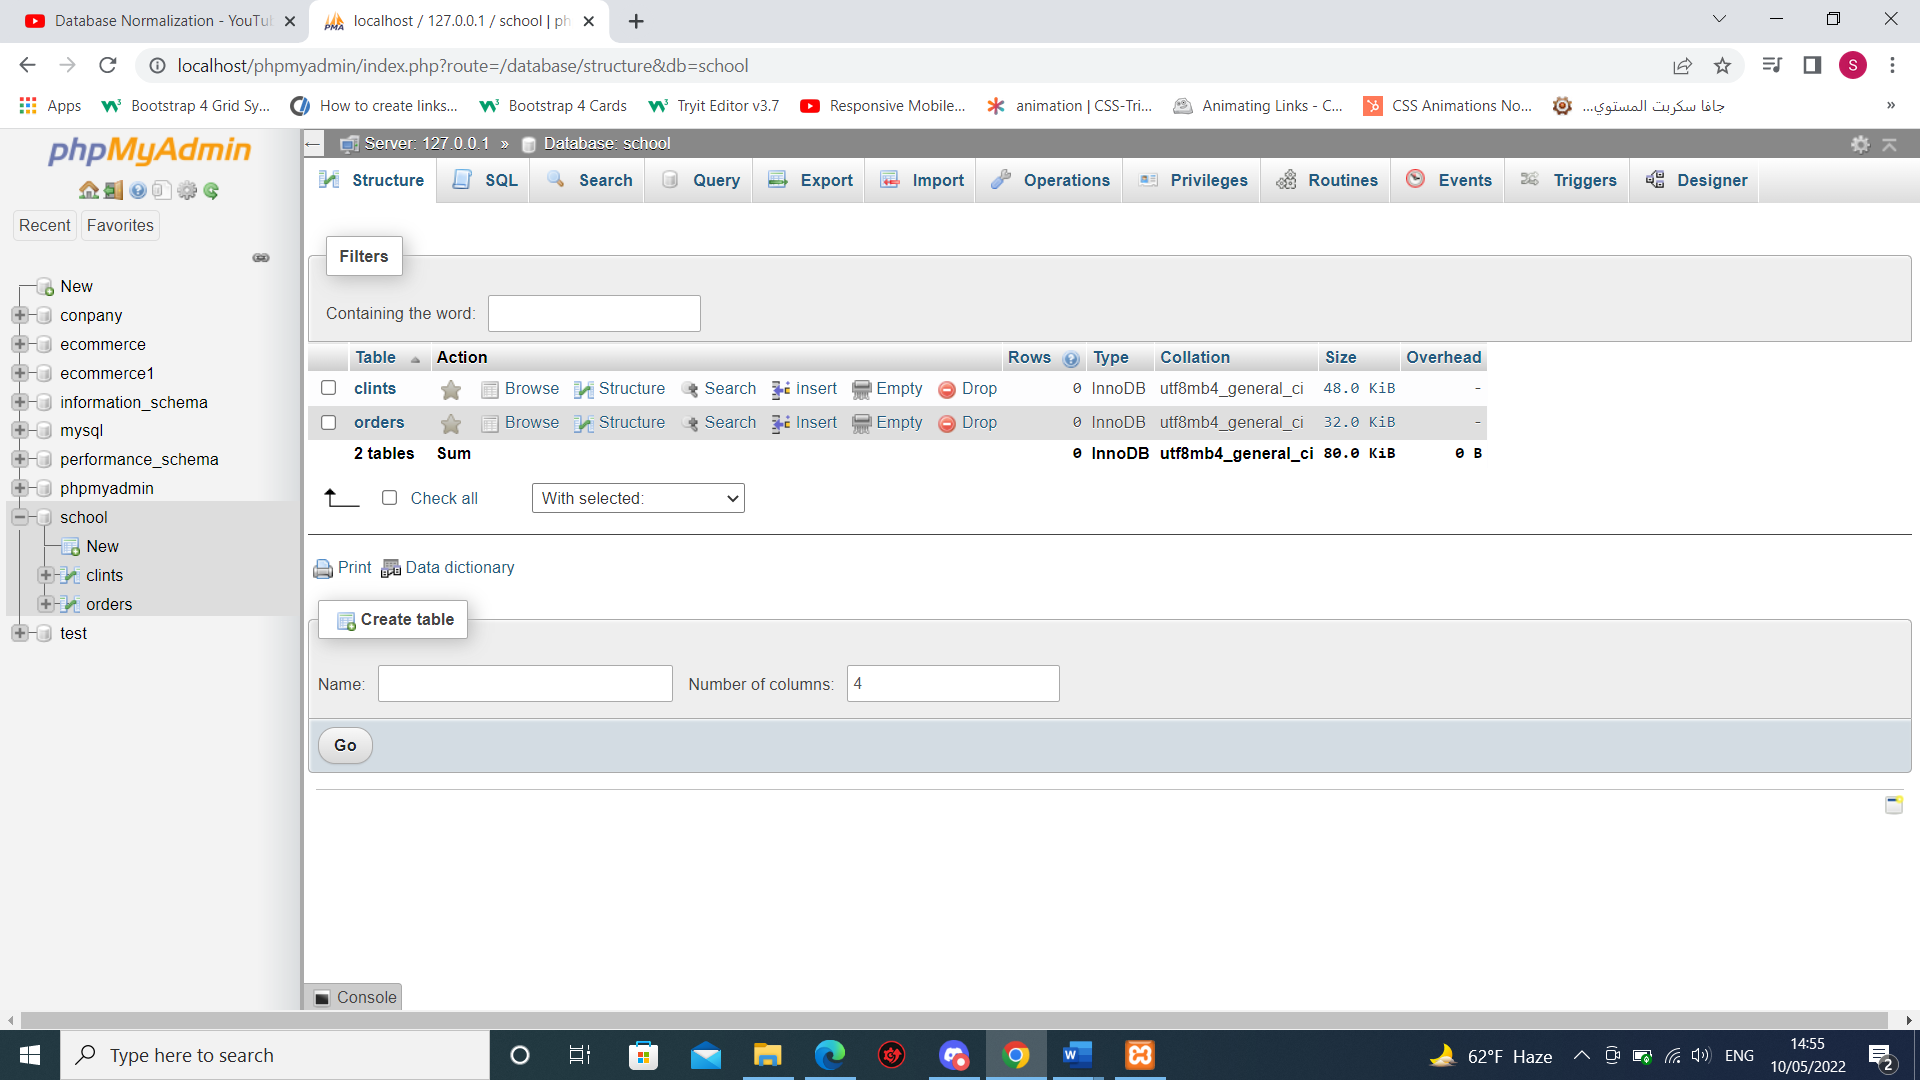 Database Normalization - YouTu
localhost / 127.0.0.1 / school | ph
localhost/phpmyadmin/index.php?route=/database/structure&db=school
S
Apps
Bootstrap 4 Grid Sy...
How to create links...
Bootstrap 4 Cards
Tryit Editor v3.7
Responsive Mobile...
animation | CSS-Tri...
Animating Links - C...
CSS Animations No...
جافا سكربت المستوي...
»
phpMyAdmin
Recent
Favorites
New
conpany
ecommerce
ecommerce1
information_schema
mysql
performance_schema
phpmyadmin
school
New
clints
orders
test
Server: 127.0.0.1 » Database: school
Structure
SQL
Search
Query
Export
Import
Operations
Privileges
Routines
Events
Triggers
Designer
Filters
Containing the word:
Table Action Rows Type Collation Size Overhead
clints Browse Structure Search Insert Empty Drop 0 InnoDB utf8mb4_general_ci 48.0 KiB -
orders Browse Structure Search Insert Empty Drop 0 InnoDB utf8mb4_general_ci 32.0 KiB -
2 tables Sum 0 InnoDB utf8mb4_general_ci 80.0 KiB 0 B
Check all
With selected:
Print
Data dictionary
Create table
Name:
Number of columns: 4
Go
Console
Type here to search
62°F Haze
ENG
14:55
10/05/2022
2